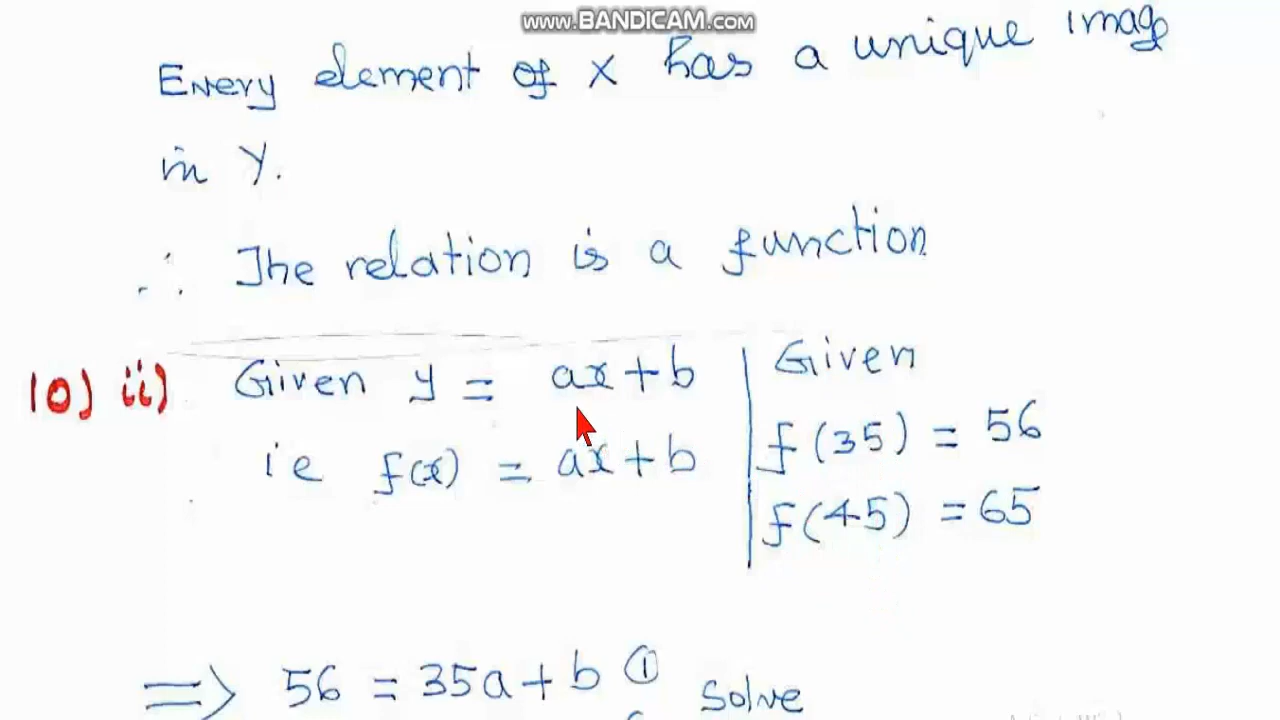 www.BANDICAM.com
Every element of X has a unique imag
in Y.
∴ The relation is a function
10) ii) Given y = ax + b
ie f(x) = ax + b
Given
f(35) = 56
f(45) = 65
⇒ 56 = 35a + b ① solve